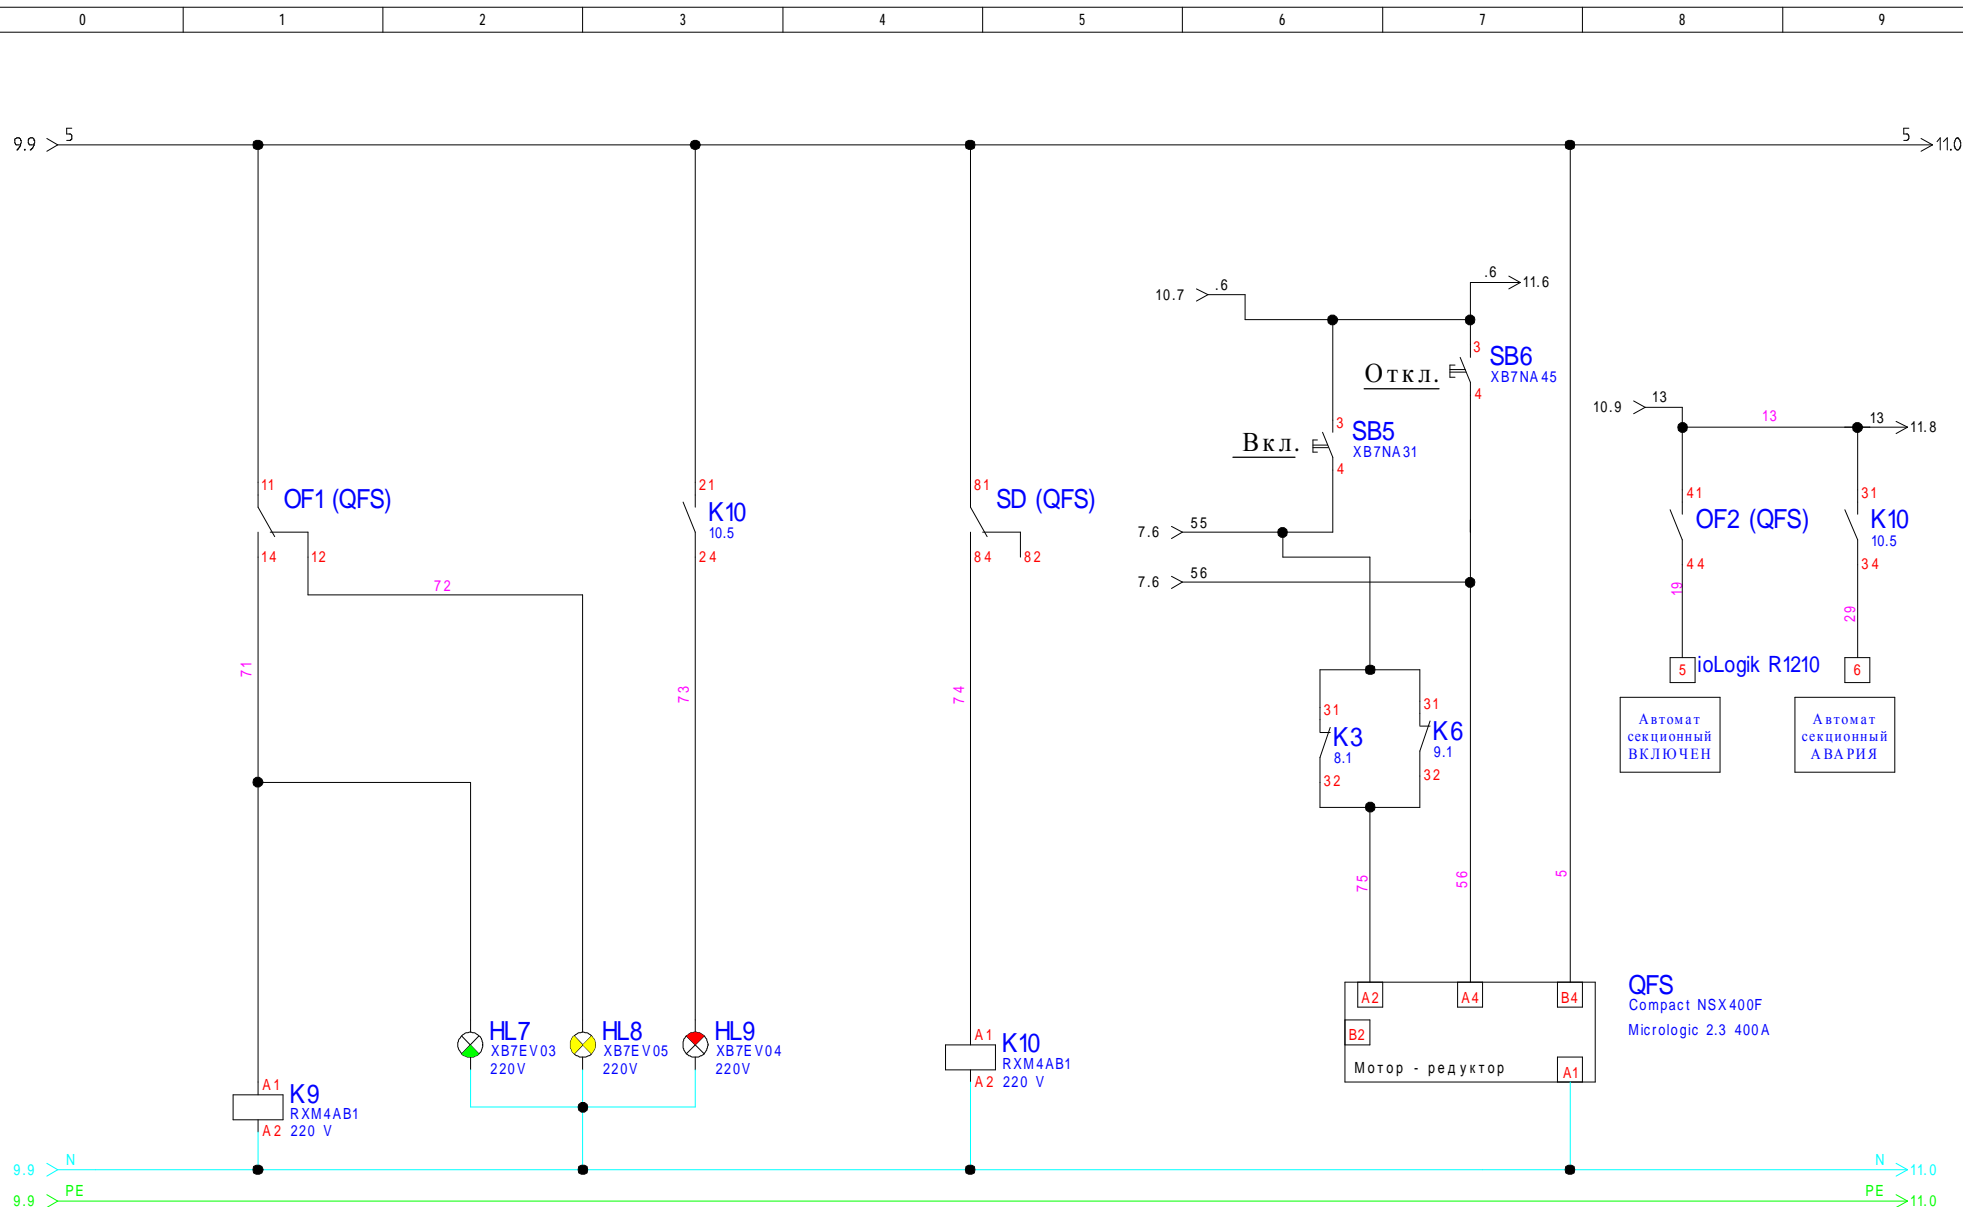 0 1 2 3 4 5 6 7 8 9
9.9 5 5 11.0
.6 11.6
10.7 .6
3
SB6
XB7NA45
Откл.
4
10.9 13 13 13 11.8
3
SB5
XB7NA31
Вкл.
4
11
OF1 (QFS)
14 12
21
K10
10.5
24
81
SD (QFS)
84 82
41
OF2 (QFS)
44
31
K10
10.5
34
7.6 55
7.6 56
72
19
29
71
73
74
5 ioLogik R1210 6
31
K3
8.1
32
31
K6
9.1
32
Автомат
секционный
ВКЛЮЧЕН
Автомат
секционный
АВАРИЯ
75
56
5
QFS
Compact NSX400F
Micrologic 2.3 400A
A2 A4 B4
B2
Мотор - редуктор
A1
HL7
XB7EV03
220V
HL8
XB7EV05
220V
HL9
XB7EV04
220V
A1
K10
RXM4AB1
A2 220 V
A1
K9
RXM4AB1
A2 220 V
9.9 N N 11.0
9.9 PE PE 11.0